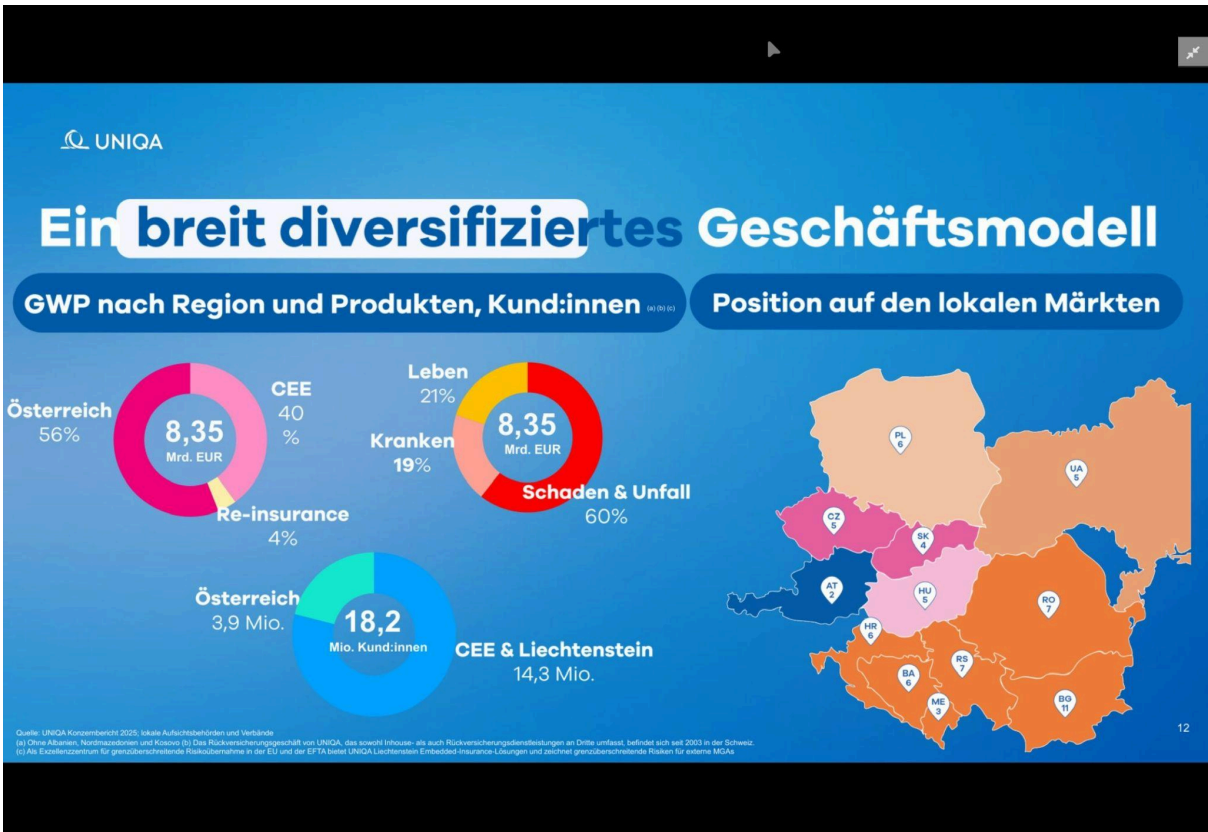 UNIQA
Ein breit diversifiziertes Geschäftsmodell
GWP nach Region und Produkten, Kund:innen (a) (b) (c)
Position auf den lokalen Märkten
Österreich
56%
8,35
Mrd. EUR
CEE
40
%
Re-insurance
4%
Leben
21%
Kranken
19%
8,35
Mrd. EUR
Schaden & Unfall
60%
Österreich
3,9 Mio.
18,2
Mio. Kund:innen
CEE & Liechtenstein
14,3 Mio.
PL
6
UA
5
CZ
5
SK
4
AT
2
HU
5
RO
7
HR
6
RS
7
BA
6
ME
3
BG
11
Quelle: UNIQA Konzernbericht 2025; lokale Aufsichtsbehörden und Verbände
(a) Ohne Albanien, Nordmazedonien und Kosovo (b) Das Rückversicherungsgeschäft von UNIQA, das sowohl Inhouse- als auch Rückversicherungsdienstleistungen an Dritte umfasst, befindet sich seit 2003 in der Schweiz.
(c) Als Exzellenzzentrum für grenzüberschreitende Risikoübernahme in der EU und der EFTA bietet UNIQA Liechtenstein Embedded-Insurance-Lösungen und zeichnet grenzüberschreitende Risiken für externe MGAs
12